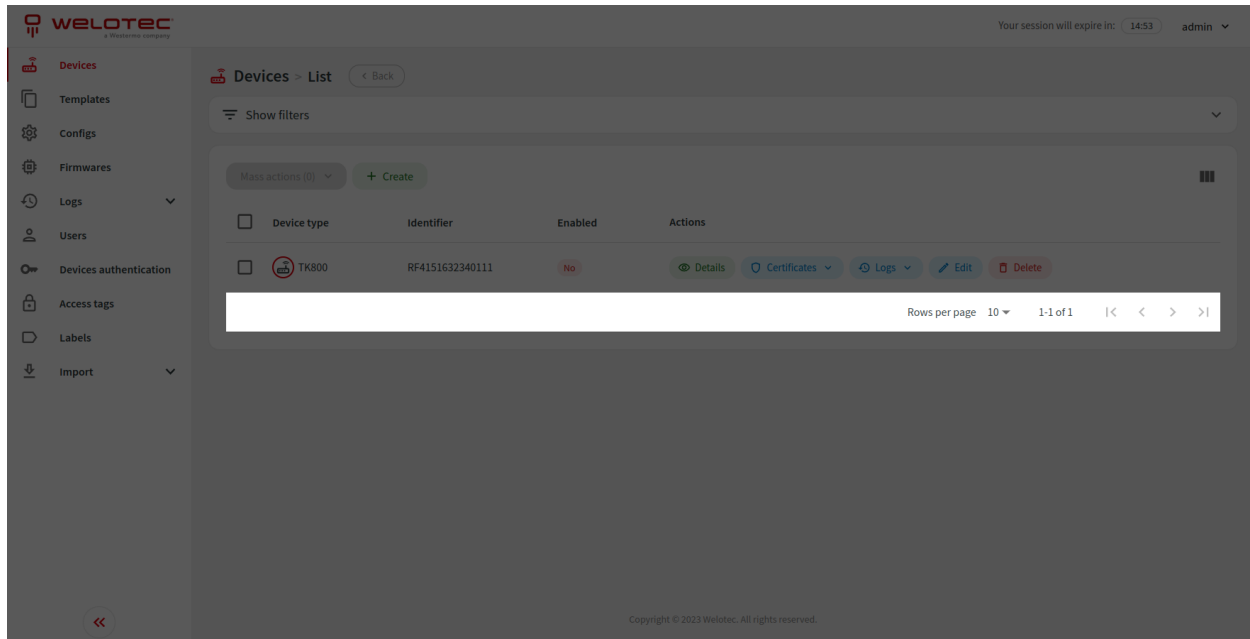 WELOTEC
a Westermo company
Your session will expire in: 14:53 admin
Devices
Templates
Configs
Firmwares
Logs
Users
Devices authentication
Access tags
Labels
Import
Devices > List < Back
Show filters
Mass actions (0) + Create
Device type Identifier Enabled Actions
TK800 RF4151632340111 No Details Certificates Logs Edit Delete
Rows per page 10 1-1 of 1
Copyright © 2023 Welotec. All rights reserved.